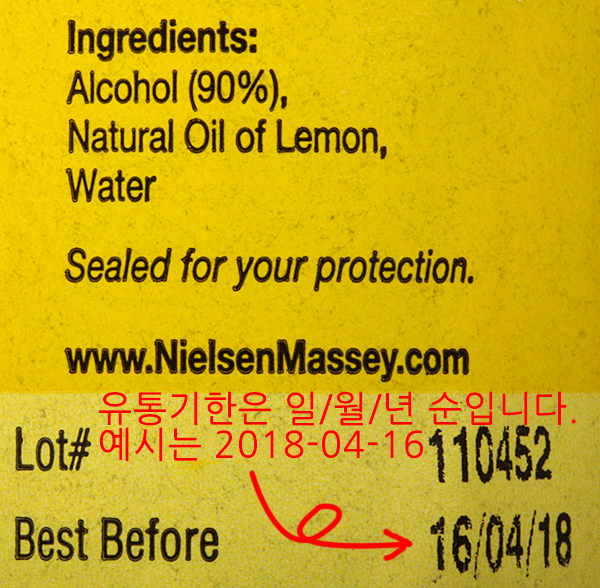 Ingredients:
Alcohol (90%),
Natural Oil of Lemon,
Water
Sealed for your protection.
www.NielsenMassey.com
유통기한은 일/월/년 순입니다.
예시는 2018-04-16
Lot# 110452
Best Before 16/04/18